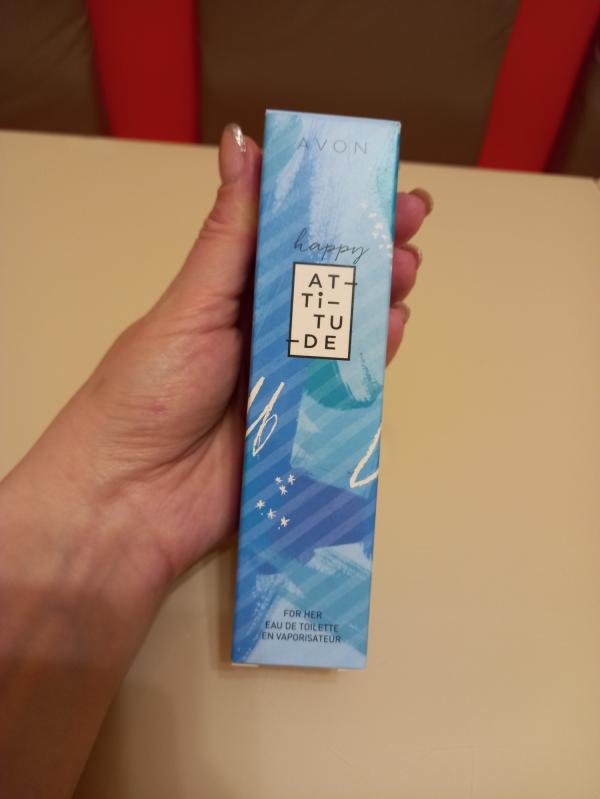 AVON
happy
AT-
Ti-
TU
-DE
FOR HER
EAU DE TOILETTE
EN VAPORISATEUR